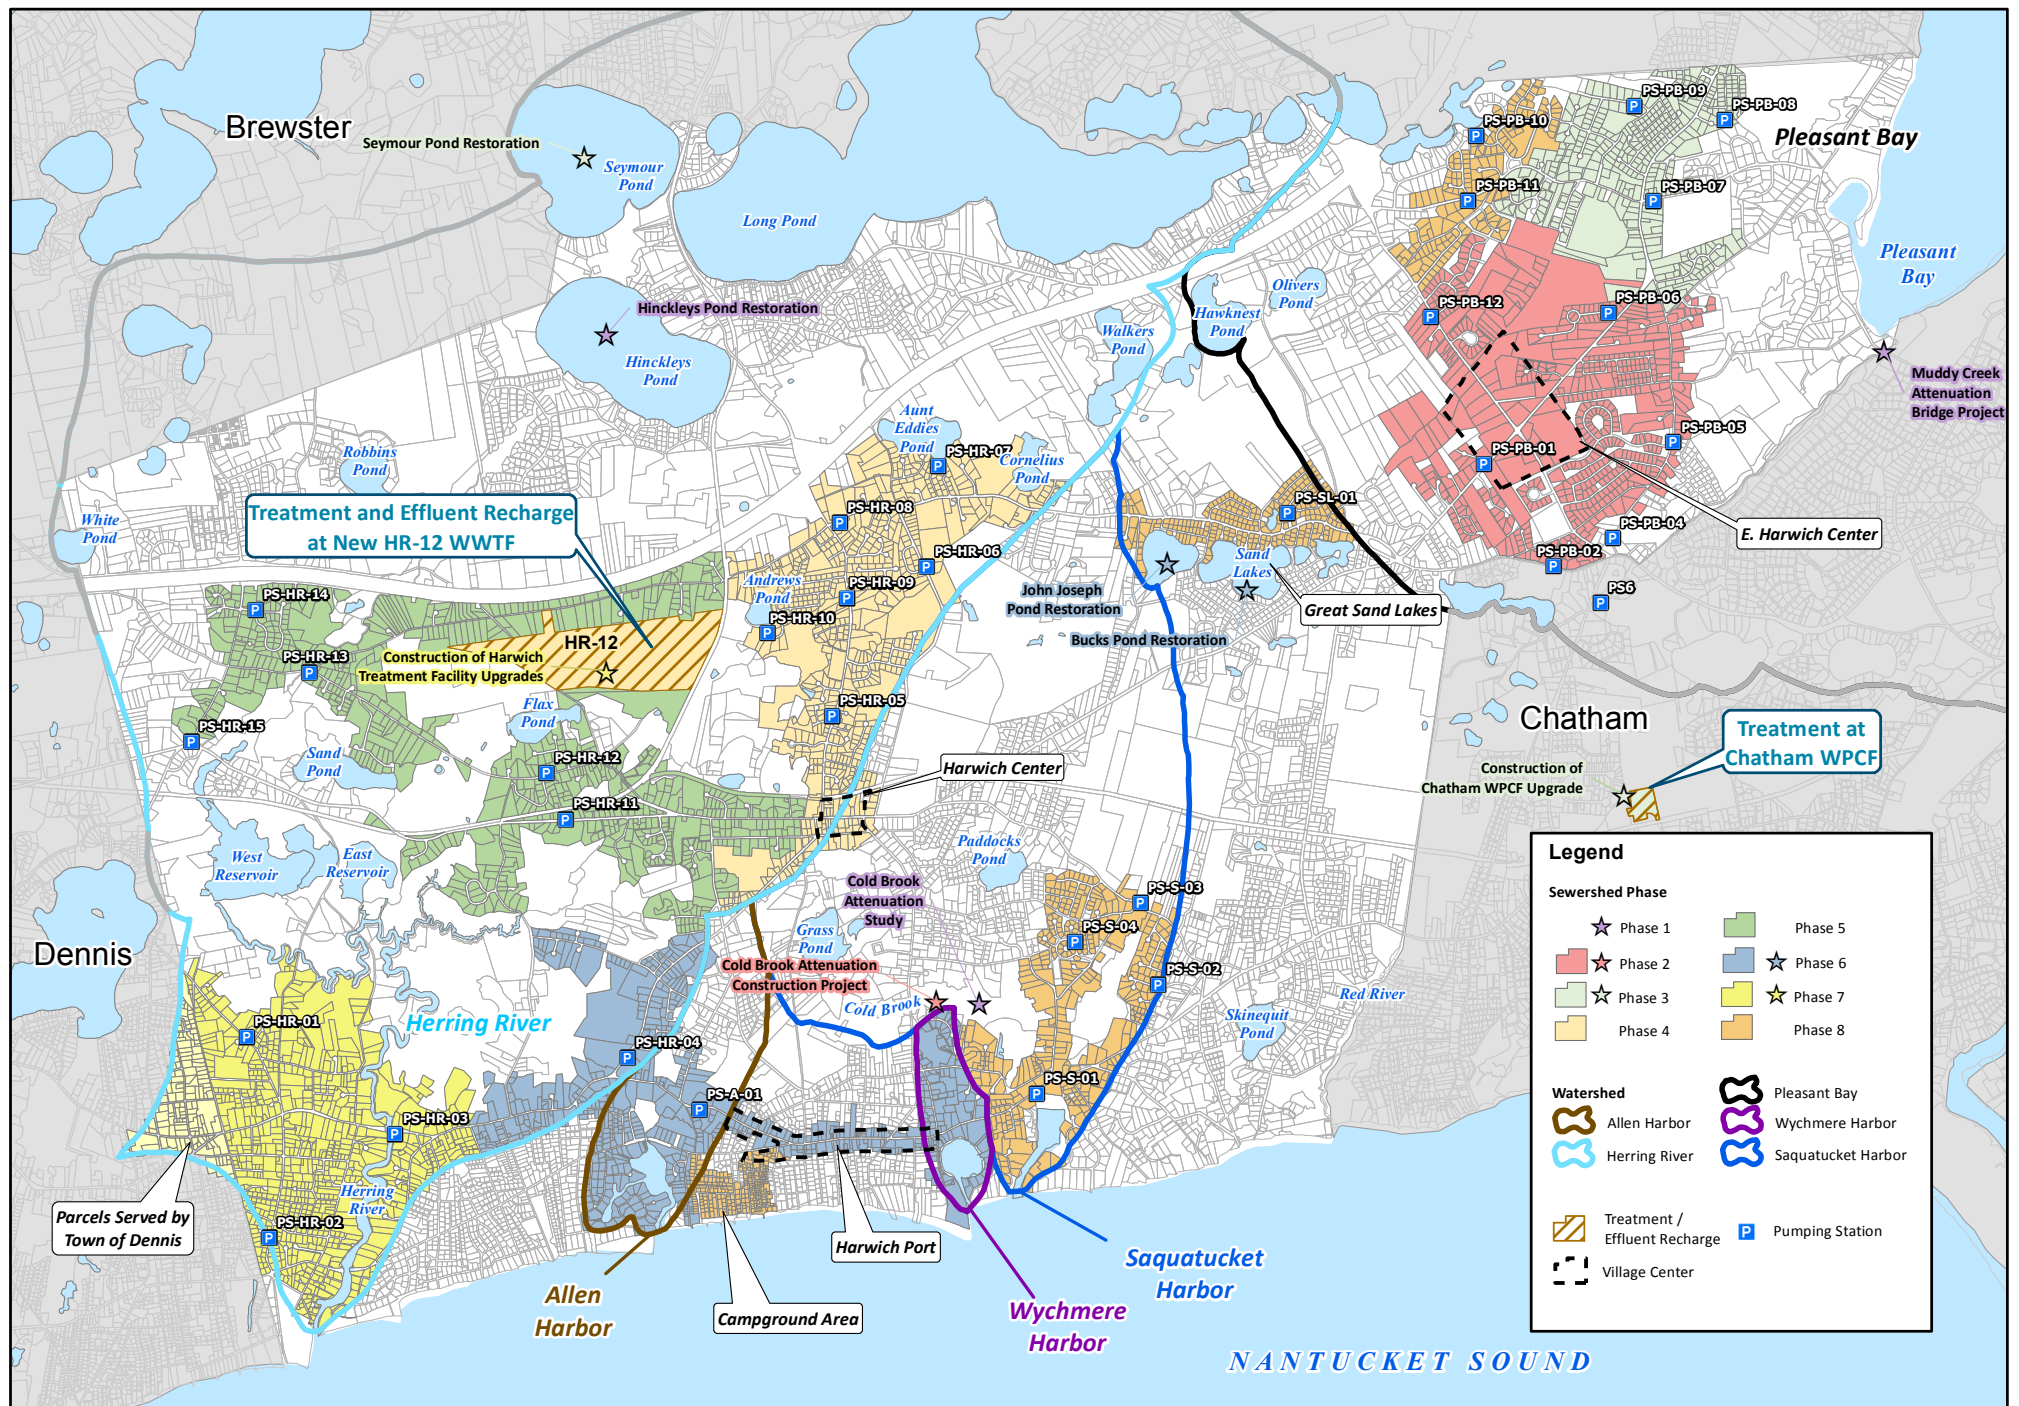 Brewster
Seymour Pond Restoration
Seymour
Pond
Long Pond
Hinckleys Pond Restoration
Hinckleys
Pond
PS-PB-09
PS-PB-08
PS-PB-10
Pleasant Bay
PS-PB-11
PS-PB-07
Pleasant
Bay
Olivers
Pond
Hawknest
Pond
Walkers
Pond
PS-PB-12
PS-PB-06
Muddy Creek
Attenuation
Bridge Project
PS-PB-05
PS-PB-01
Aunt
Eddies
Pond
PS-HR-07
Cornelius
Pond
Robbins
Pond
White
Pond
Treatment and Effluent Recharge
at New HR-12 WWTF
PS-HR-08
PS-SL-01
PS-PB-04
E. Harwich Center
PS-PB-02
PS-HR-06
Sand
Lakes
Andrews
Pond
PS-HR-09
John Joseph
Pond Restoration
Great Sand Lakes
PS6
PS-HR-14
PS-HR-10
Bucks Pond Restoration
HR-12
PS-HR-13
Construction of Harwich
Treatment Facility Upgrades
PS-HR-05
Flax
Pond
PS-HR-15
Chatham
Treatment at
Chatham WPCF
Sand
Pond
PS-HR-12
Harwich Center
Construction of
Chatham WPCF Upgrade
PS-HR-11
West
Reservoir
East
Reservoir
Paddocks
Pond
Cold Brook
Attenuation
Study
PS-S-03
Grass
Pond
PS-S-04
Dennis
Cold Brook Attenuation
Construction Project
PS-S-02
Cold Brook
Red River
Skinequit
Pond
PS-HR-01
Herring River
PS-HR-04
PS-A-01
PS-S-01
PS-HR-03
Herring
River
Parcels Served by
Town of Dennis
PS-HR-02
Harwich Port
Campground Area
Allen
Harbor
Saquatucket
Harbor
Wychmere
Harbor
NANTUCKET SOUND
Legend
Sewershed Phase
Phase 1
Phase 2
Phase 3
Phase 4
Phase 5
Phase 6
Phase 7
Phase 8
Watershed
Allen Harbor
Herring River
Pleasant Bay
Wychmere Harbor
Saquatucket Harbor
Treatment /
Effluent Recharge
P Pumping Station
Village Center